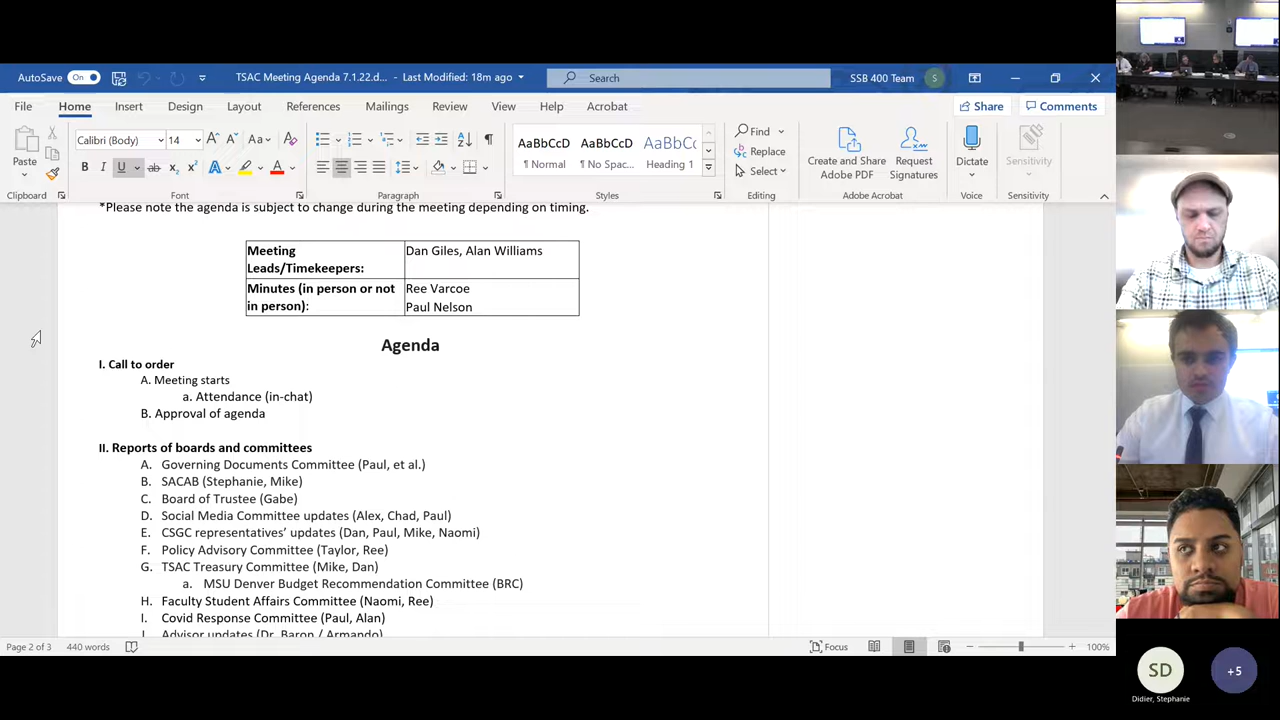 AutoSave On
TSAC Meeting Agenda 7.1.22.d... - Last Modified: 18m ago
Search
SSB 400 Team
S
File Home Insert Design Layout References Mailings Review View Help Acrobat
Share Comments
Paste
Calibri (Body) 14
Clipboard
Font
Paragraph
AaBbCcD AaBbCcD AaBbCc
¶ Normal ¶ No Spac... Heading 1
Styles
Find
Replace
Select
Editing
Create and Share
Adobe PDF
Request
Signatures
Adobe Acrobat
Dictate
Voice
Sensitivity
Sensitivity
*Please note the agenda is subject to change during the meeting depending on timing.
Meeting
Leads/Timekeepers:
Dan Giles, Alan Williams
Minutes (in person or not
in person):
Ree Varcoe
Paul Nelson
Agenda
I. Call to order
A. Meeting starts
a. Attendance (in-chat)
B. Approval of agenda
II. Reports of boards and committees
A. Governing Documents Committee (Paul, et al.)
B. SACAB (Stephanie, Mike)
C. Board of Trustee (Gabe)
D. Social Media Committee updates (Alex, Chad, Paul)
E. CSGC representatives' updates (Dan, Paul, Mike, Naomi)
F. Policy Advisory Committee (Taylor, Ree)
G. TSAC Treasury Committee (Mike, Dan)
a. MSU Denver Budget Recommendation Committee (BRC)
H. Faculty Student Affairs Committee (Naomi, Ree)
I. Covid Response Committee (Paul, Alan)
J. Advisor updates (Dr. Baron / Armando)
Page 2 of 3 440 words
Focus
100%
SD
Didier, Stephanie
+5